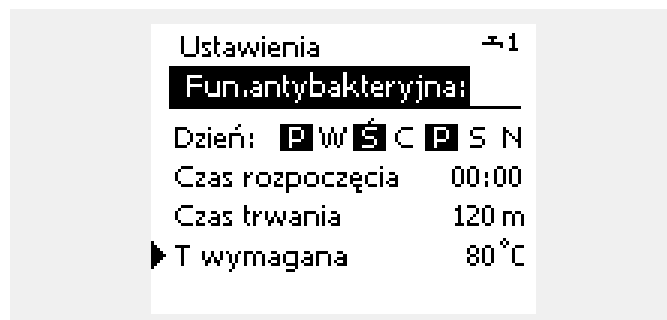 Ustawienia 1
Fun.antybakteryjna:
Dzień: P W Ś C P S N
Czas rozpoczęcia 00:00
Czas trwania 120 m
T wymagana 80°C